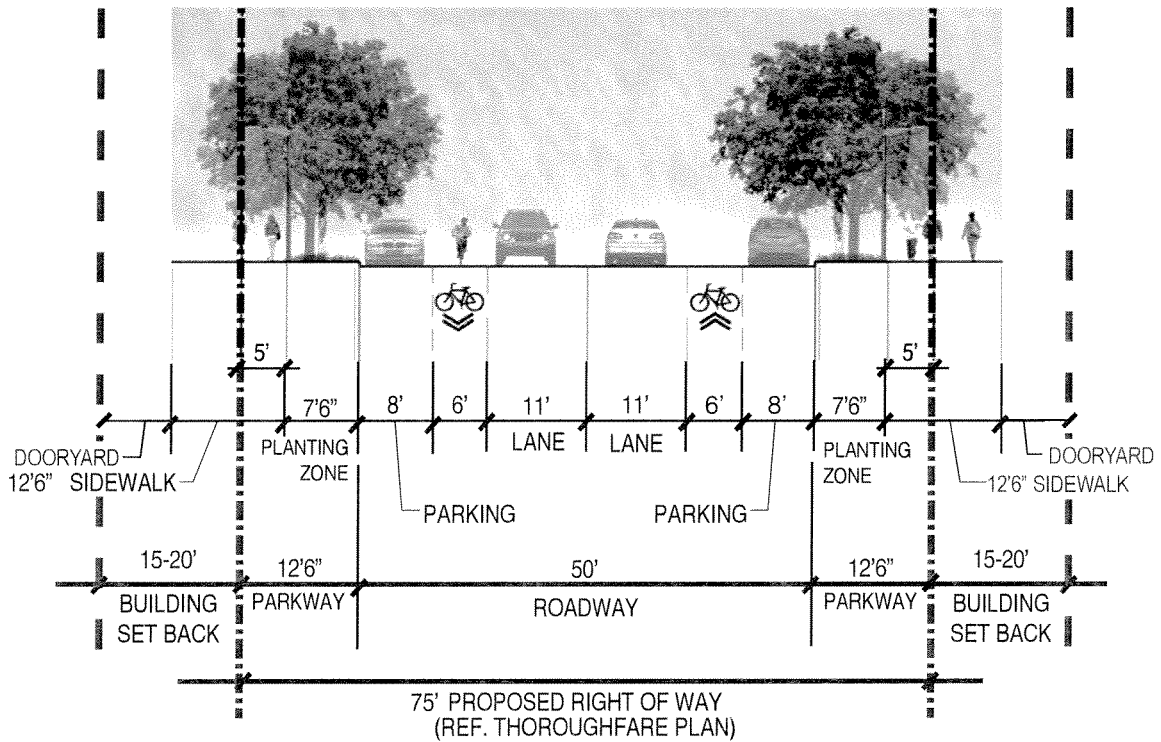 5' 5'
7'6" 8' 6' 11' 11' 6' 8' 7'6"
LANE LANE
PLANTING ZONE
PLANTING ZONE
DOORYARD
12'6" SIDEWALK
DOORYARD
12'6" SIDEWALK
PARKING PARKING
15-20' 12'6" 50' 12'6" 15-20'
BUILDING SET BACK
PARKWAY
ROADWAY
PARKWAY
BUILDING SET BACK
75' PROPOSED RIGHT OF WAY
(REF. THOROUGHFARE PLAN)